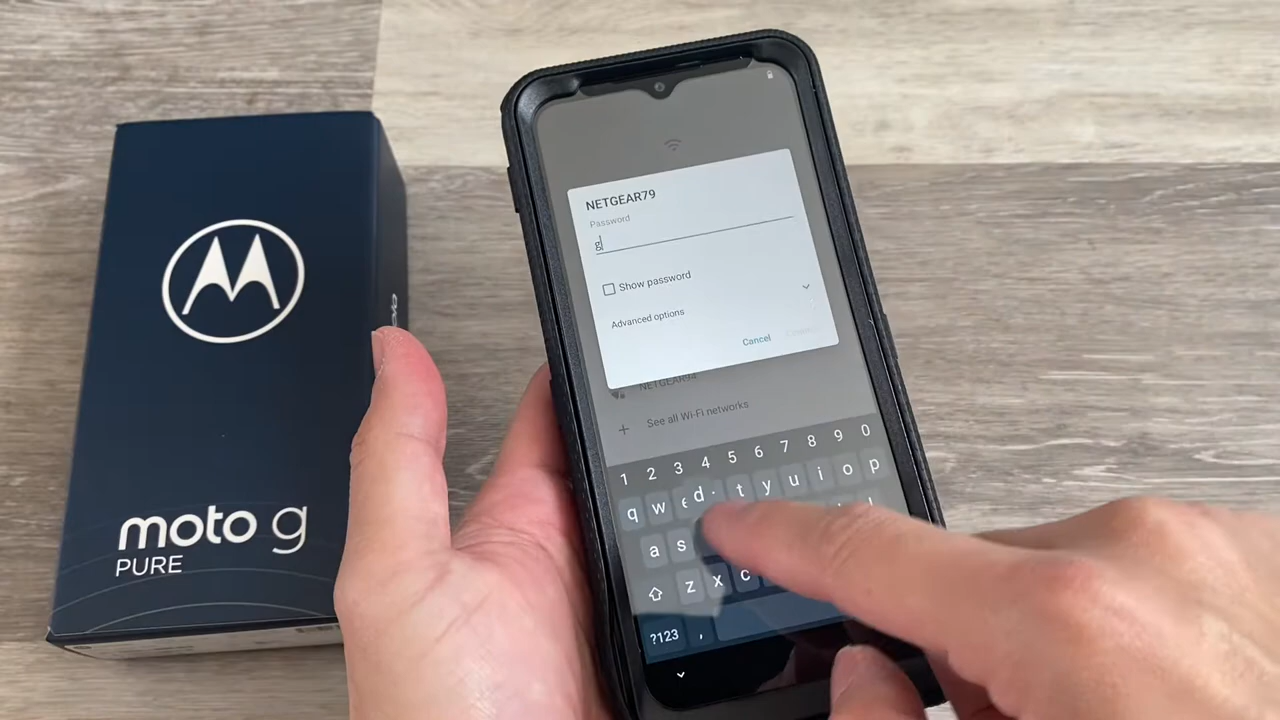 moto g
PURE
NETGEAR79
Password
g
Show password
Advanced options
Cancel
NETGEAR94
See all Wi-Fi networks
1 2 3 4 5 6 7 8 9 0
q w e d t y u i o p
a s
z x c
?123 ,